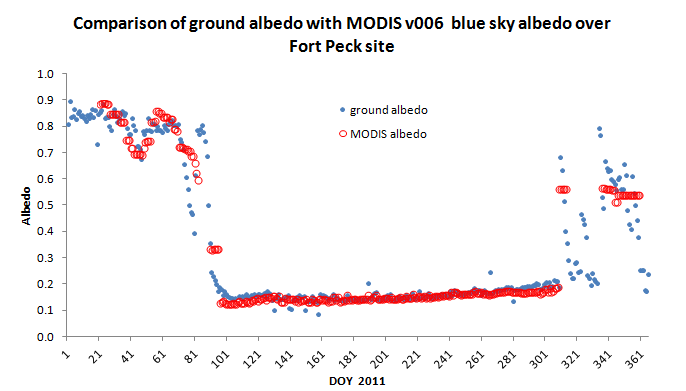 Comparison of ground albedo with MODIS v006 blue sky albedo over
Fort Peck site
1.0
0.9
0.8
0.7
0.6
0.5
0.4
0.3
0.2
0.1
0.0
Albedo
ground albedo
MODIS albedo
1 21 41 61 81 101 121 141 161 181 201 221 241 261 281 301 321 341 361
DOY 2011